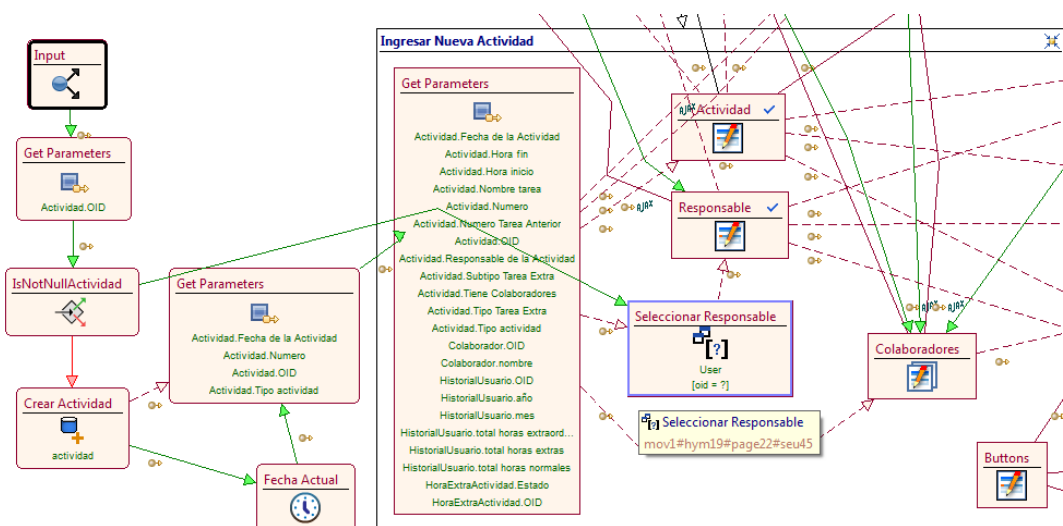 Input
Get Parameters
Actividad.OID
IsNotNullActividad
Crear Actividad
actividad
Get Parameters
Actividad.Fecha de la Actividad
Actividad.Numero
Actividad.OID
Actividad.Tipo actividad
Fecha Actual
Ingresar Nueva Actividad
Get Parameters
Actividad.Fecha de la Actividad
Actividad.Hora fin
Actividad.Hora inicio
Actividad.Nombre tarea
Actividad.Numero
Actividad.Numero Tarea Anterior
Actividad.OID
Actividad.Responsable de la Actividad
Actividad.Subtipo Tarea Extra
Actividad.Tiene Colaboradores
Actividad.Tipo Tarea Extra
Actividad.Tipo actividad
Colaborador.OID
Colaborador.nombre
HistorialUsuario.OID
HistorialUsuario.año
HistorialUsuario.mes
HistorialUsuario.total horas extraord...
HistorialUsuario.total horas extras
HistorialUsuario.total horas normales
HoraExtraActividad.Estado
HoraExtraActividad.OID
AJAX
Actividad
AJAX
Responsable
Seleccionar Responsable
[?]
User
[oid = ?]
[?] Seleccionar Responsable
mov1#hym19#page22#seu45
AJAX AJAX
Colaboradores
Buttons